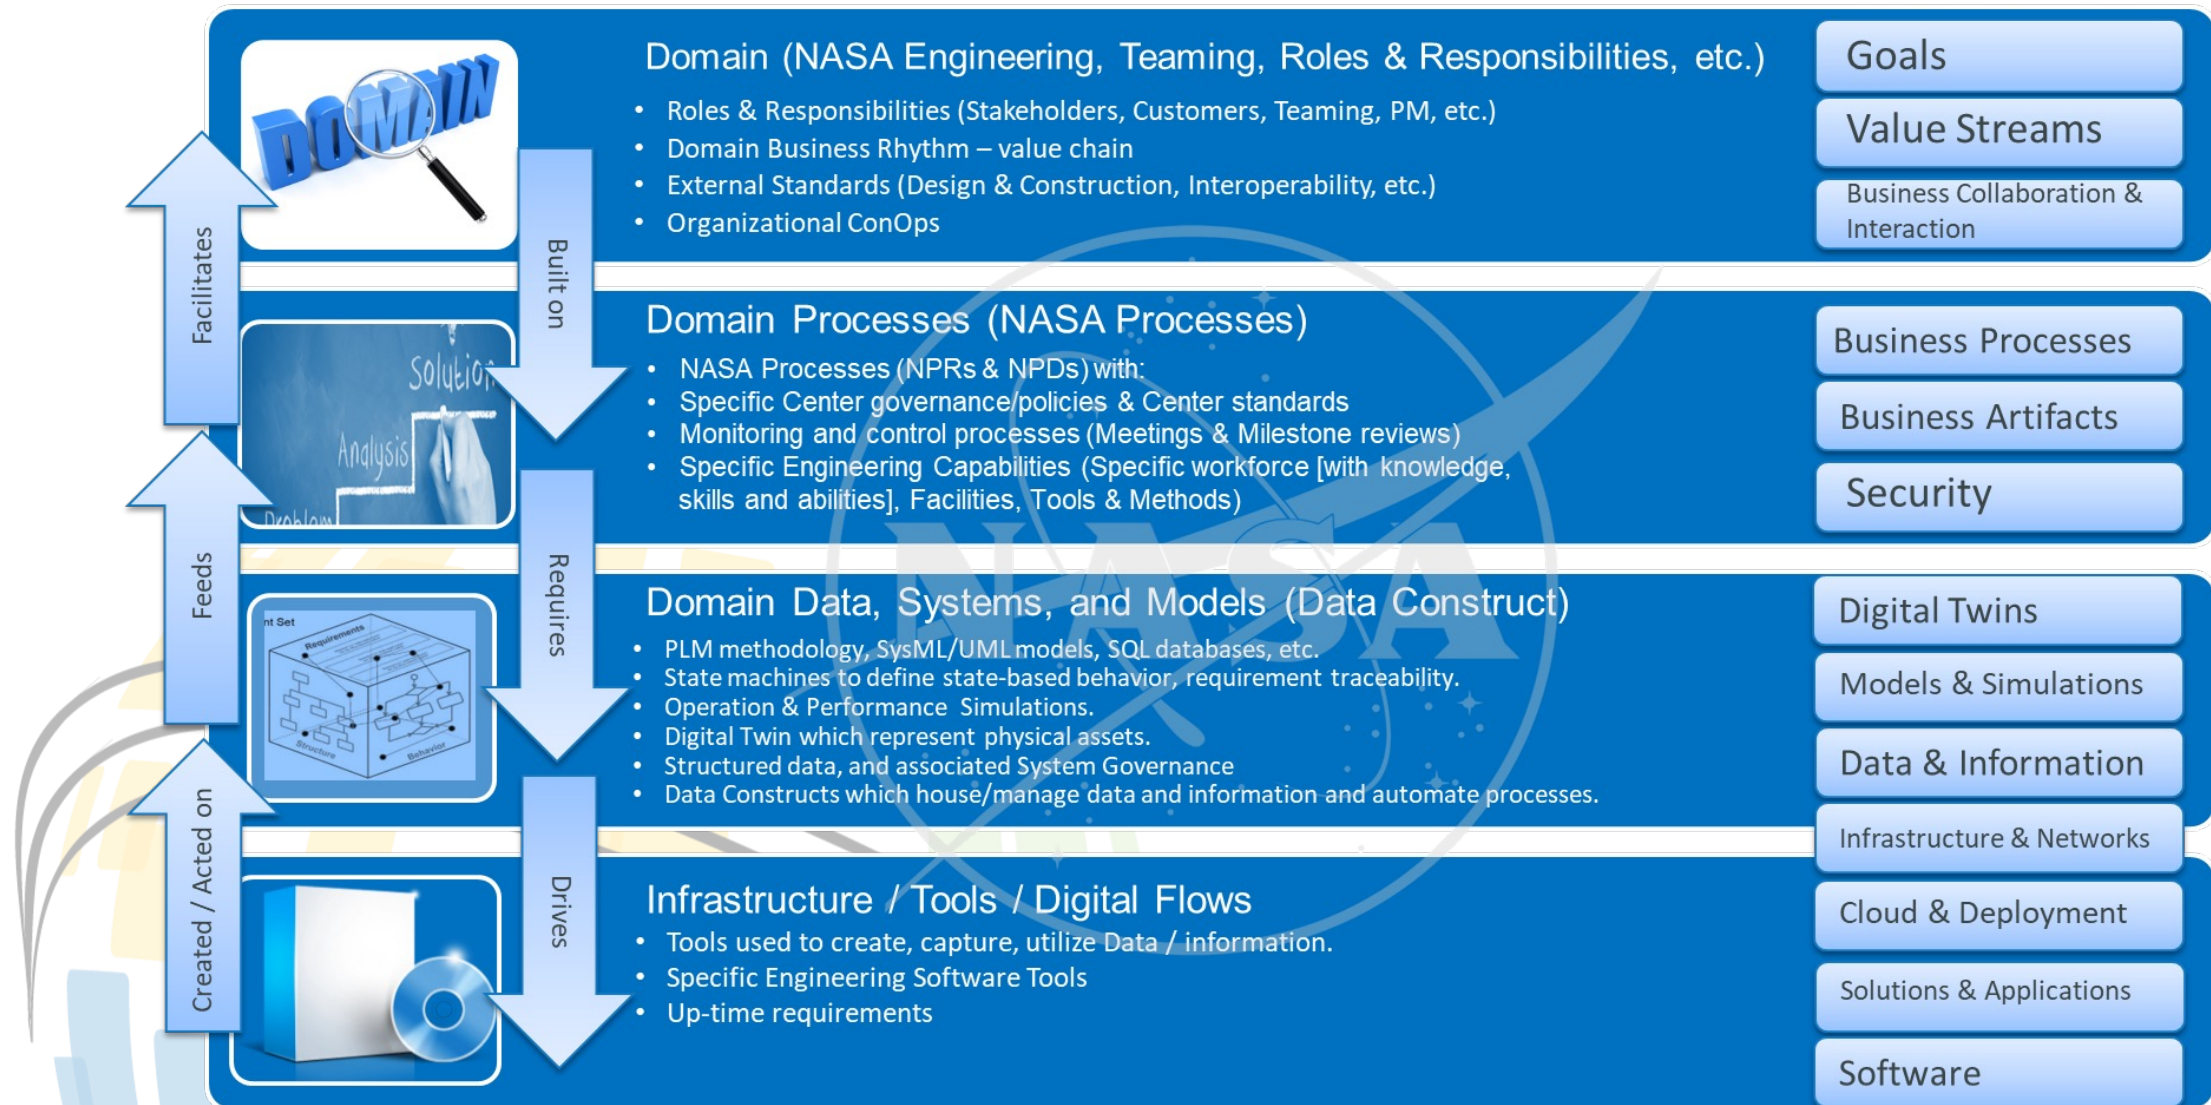 DOMAIN
Domain (NASA Engineering, Teaming, Roles & Responsibilities, etc.)
• Roles & Responsibilities (Stakeholders, Customers, Teaming, PM, etc.)
• Domain Business Rhythm – value chain
• External Standards (Design & Construction, Interoperability, etc.)
• Organizational ConOps
Goals
Value Streams
Business Collaboration &
Interaction
Facilitates
Built on
Solution
Analysis
Problem
Domain Processes (NASA Processes)
• NASA Processes (NPRs & NPDs) with:
• Specific Center governance/policies & Center standards
• Monitoring and control processes (Meetings & Milestone reviews)
• Specific Engineering Capabilities (Specific workforce [with knowledge,
skills and abilities], Facilities, Tools & Methods)
Business Processes
Business Artifacts
Security
NASA
Feeds
Requires
nt Set
Requirements
Structure
Behavior
Domain Data, Systems, and Models (Data Construct)
• PLM methodology, SysML/UML models, SQL databases, etc.
• State machines to define state-based behavior, requirement traceability.
• Operation & Performance Simulations.
• Digital Twin which represent physical assets.
• Structured data, and associated System Governance
• Data Constructs which house/manage data and information and automate processes.
Digital Twins
Models & Simulations
Data & Information
Infrastructure & Networks
Created / Acted on
Drives
Infrastructure / Tools / Digital Flows
• Tools used to create, capture, utilize Data / information.
• Specific Engineering Software Tools
• Up-time requirements
Cloud & Deployment
Solutions & Applications
Software